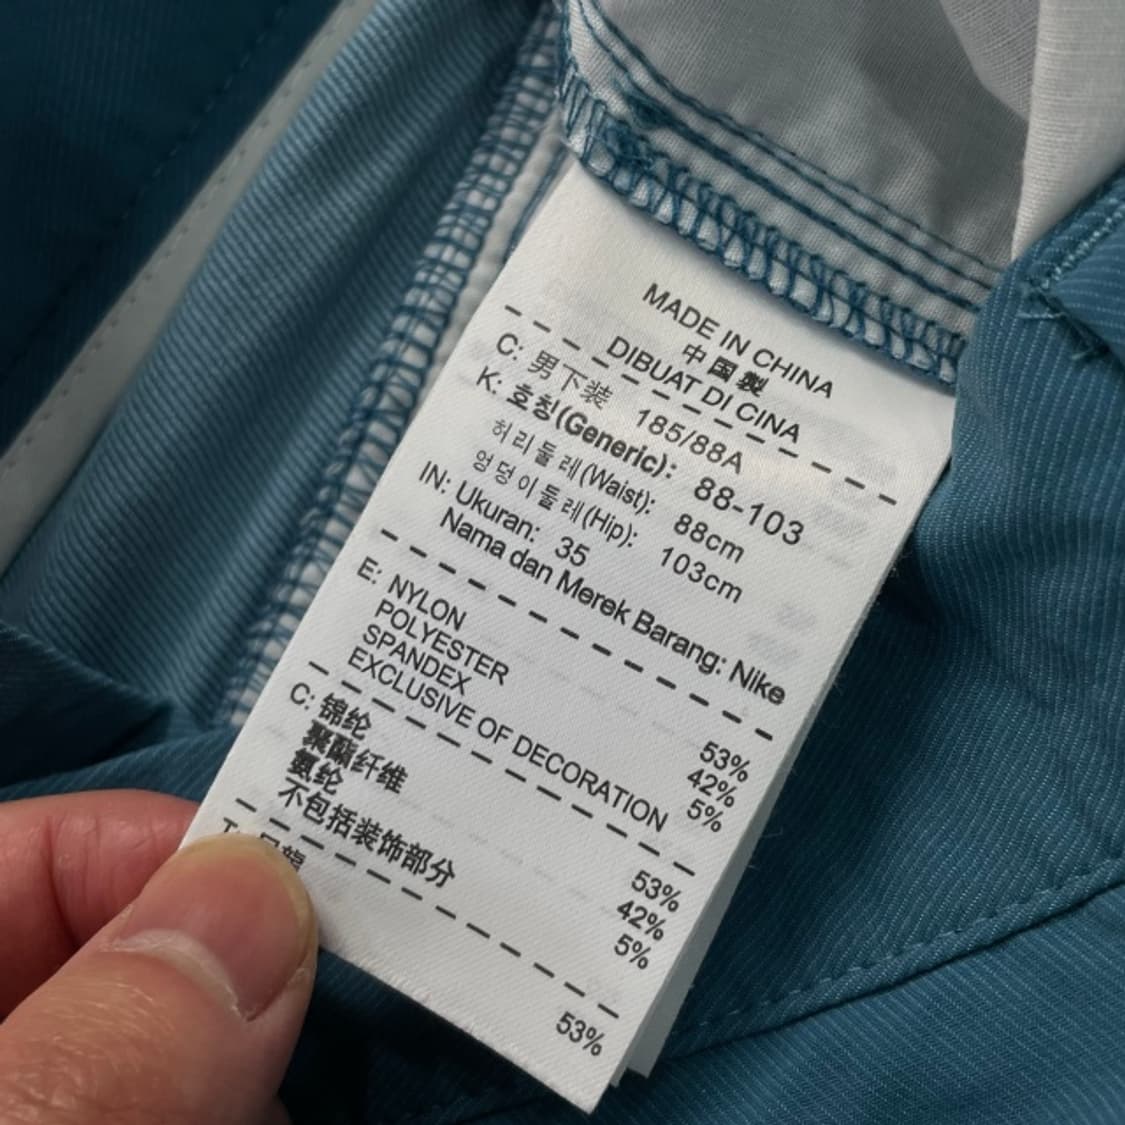 MADE IN CHINA
中国製
DIBUAT DI CINA
C: 男下装 185/88A
K: 호칭(Generic): 88-103
허리둘레(Waist): 88cm
엉덩이둘레(Hip): 103cm
IN: Ukuran: 35
Nama dan Merek Barang: Nike
E: NYLON 53%
POLYESTER 42%
SPANDEX 5%
EXCLUSIVE OF DECORATION
C: 锦纶 53%
聚酯纤维 42%
氨纶 5%
不包括装饰部分
53%